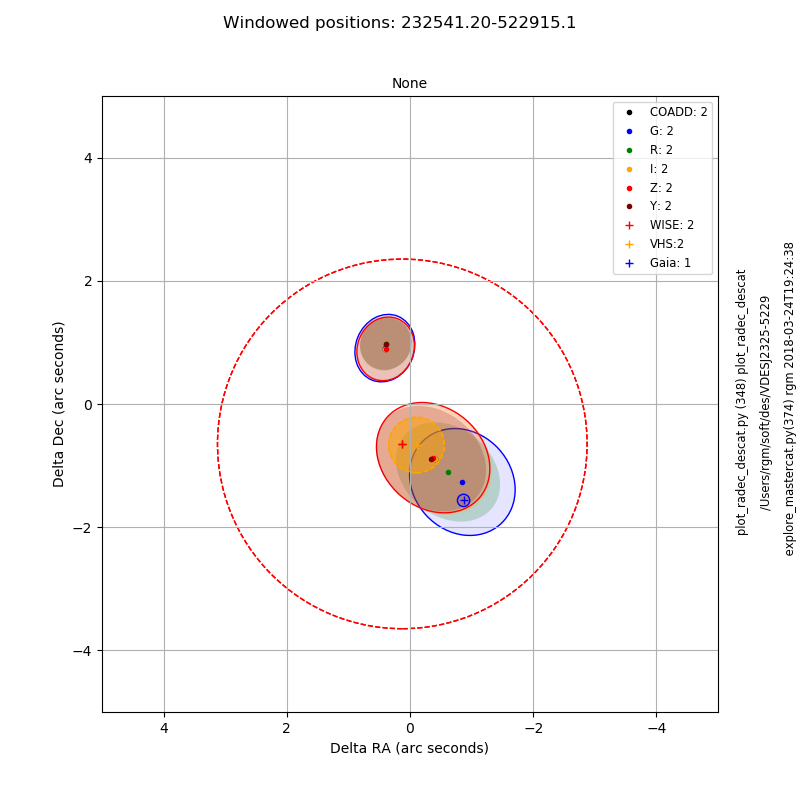 Windowed positions: 232541.20-522915.1
None
COADD: 2
G: 2
R: 2
I: 2
Z: 2
Y: 2
WISE: 2
VHS:2
Gaia: 1
4
2
0
−2
−4
Delta Dec (arc seconds)
4
2
0
−2
−4
Delta RA (arc seconds)
plot_radec_descat.py (348) plot_radec_descat
/Users/rgm/soft/des/VDESJ2325-5229
explore_mastercat.py(374) rgm 2018-03-24T19:24:38